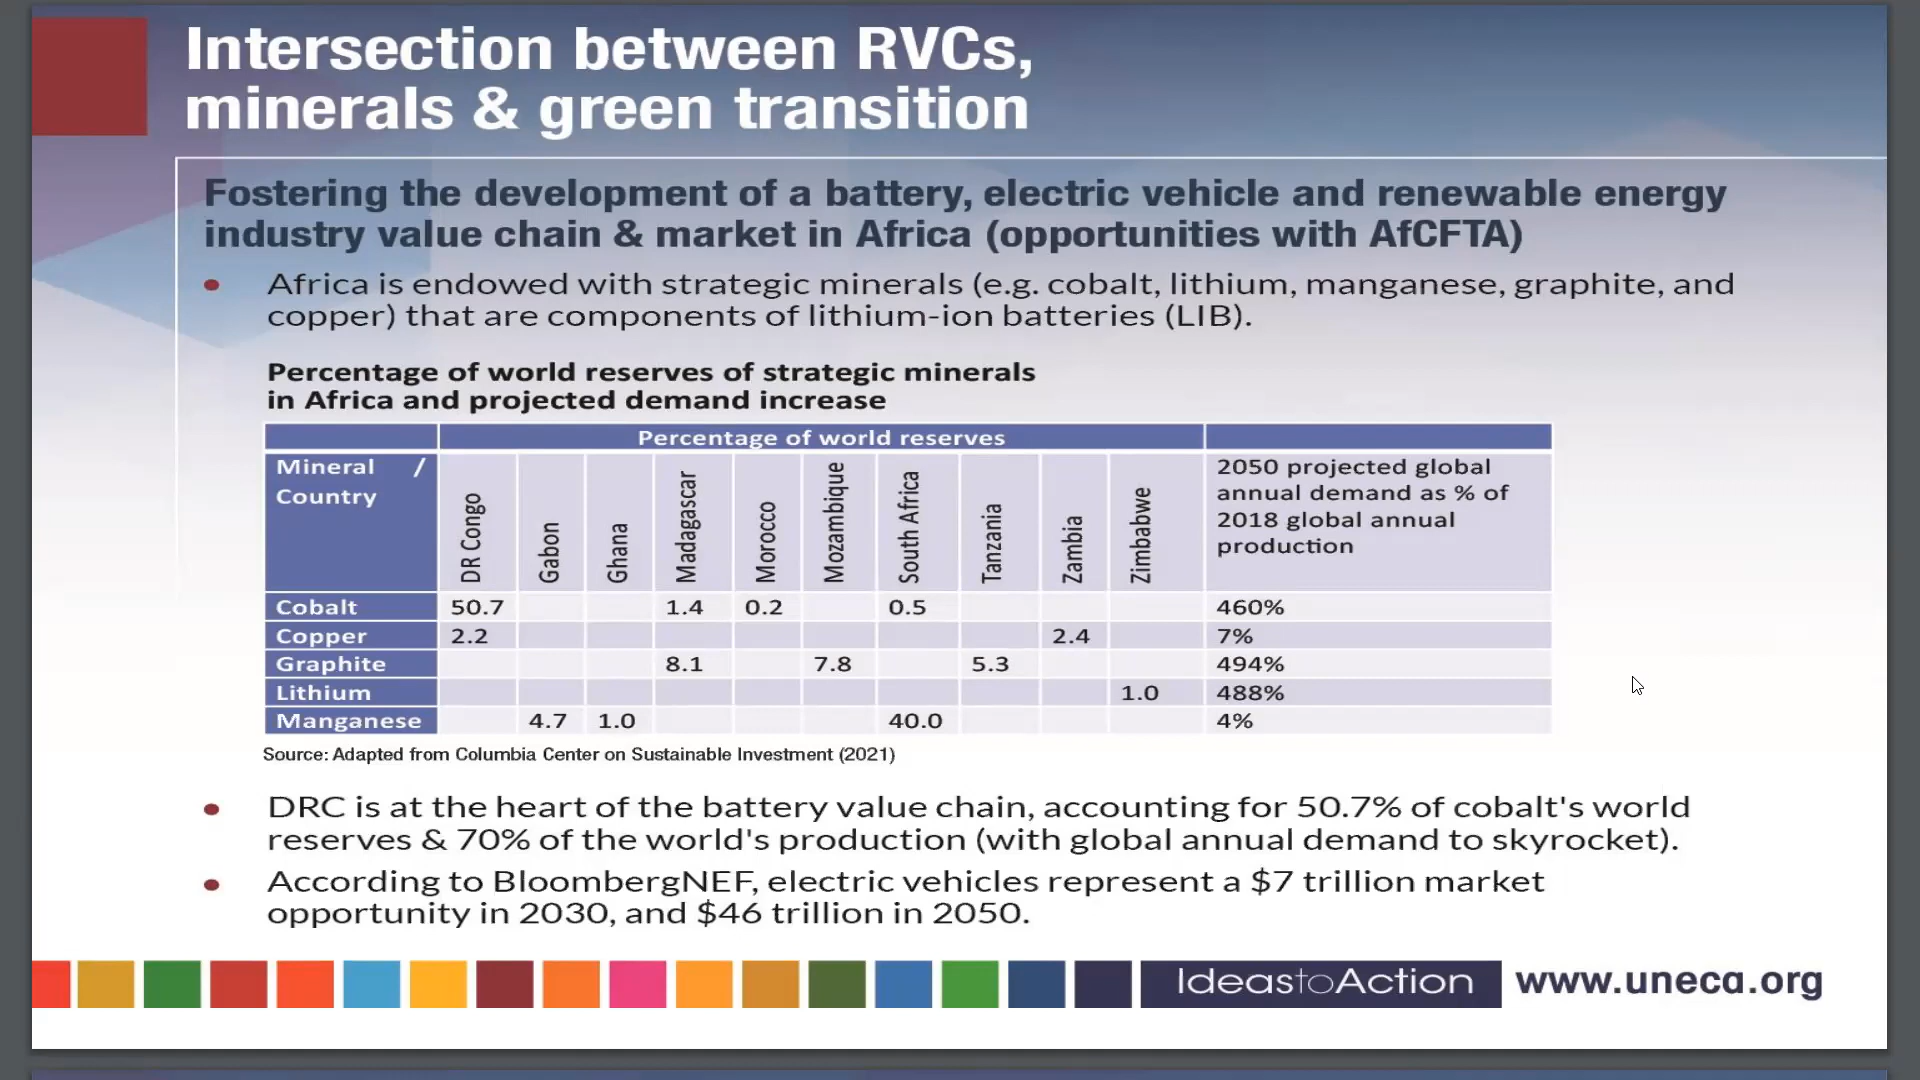 Intersection between RVCs,
minerals & green transition
Fostering the development of a battery, electric vehicle and renewable energy
industry value chain & market in Africa (opportunities with AfCFTA)
Africa is endowed with strategic minerals (e.g. cobalt, lithium, manganese, graphite, and
copper) that are components of lithium-ion batteries (LIB).
Percentage of world reserves of strategic minerals
in Africa and projected demand increase
Percentage of world reserves
Mineral / Country DR Congo Gabon Ghana Madagascar Morocco Mozambique South Africa Tanzania Zambia Zimbabwe 2050 projected global annual demand as % of 2018 global annual production
Cobalt 50.7 1.4 0.2 0.5 460%
Copper 2.2 2.4 7%
Graphite 8.1 7.8 5.3 494%
Lithium 1.0 488%
Manganese 4.7 1.0 40.0 4%
Source: Adapted from Columbia Center on Sustainable Investment (2021)
DRC is at the heart of the battery value chain, accounting for 50.7% of cobalt's world
reserves & 70% of the world's production (with global annual demand to skyrocket).
According to BloombergNEF, electric vehicles represent a $7 trillion market
opportunity in 2030, and $46 trillion in 2050.
IdeastoAction www.uneca.org